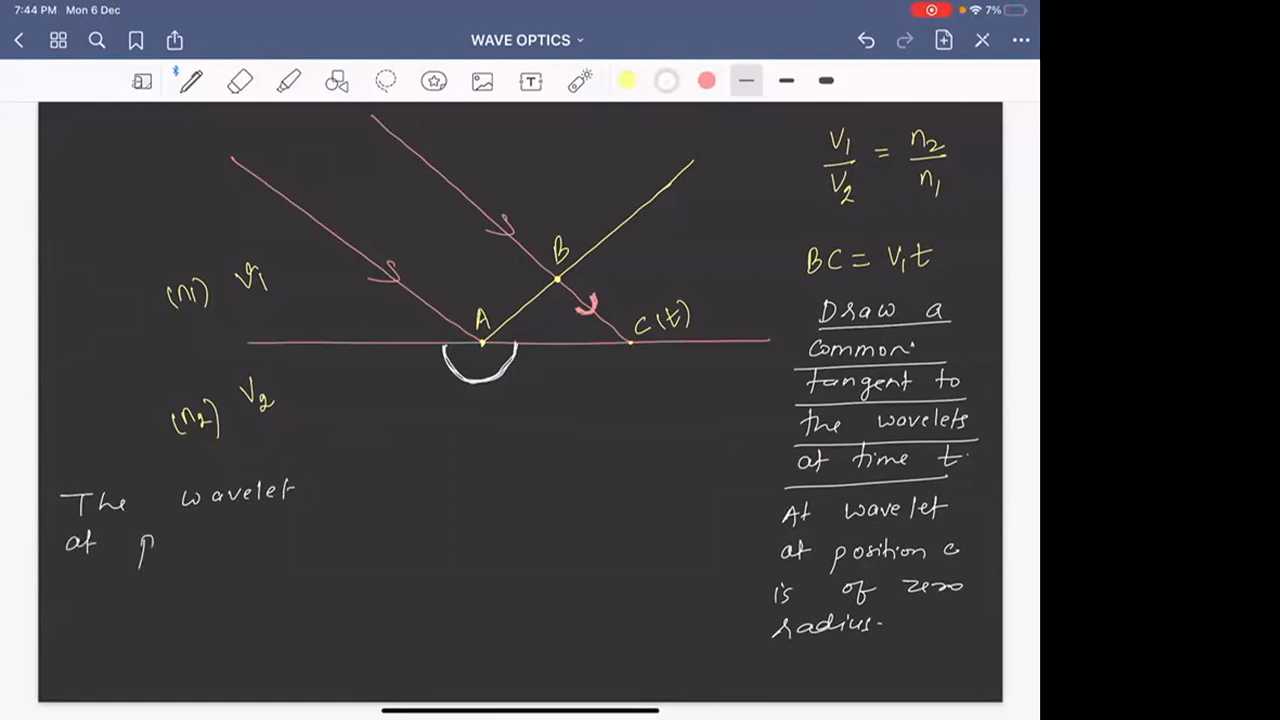 7:44 PM Mon 6 Dec
7%
WAVE OPTICS
T
V1/V2 = n2/n1
B
BC = V1t
(n1) V1
A
C(t)
Draw a
common
tangent to
the wavelets
at time t.
(n2) V2
The wavelet
at p
At wavelet
at position c
is of zero
radius.